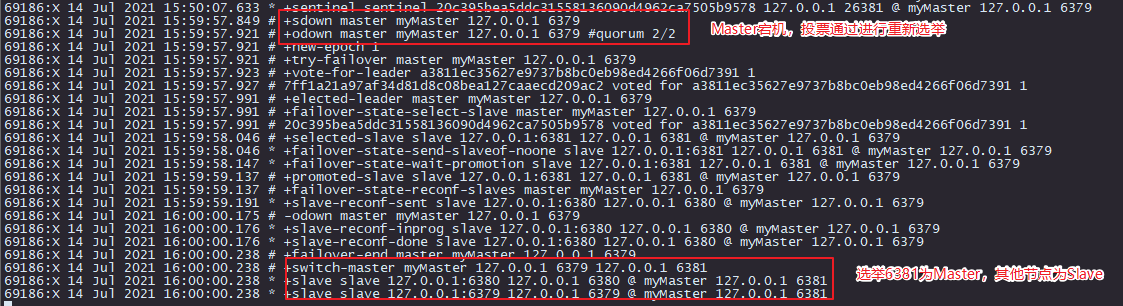 69186:X 14 Jul 2021 15:50:07.633 * +sentinel sentinel 20c395bea5ddc31558136090d4962ca7505b9578 127.0.0.1 26381 @ myMaster 127.0.0.1 6379
69186:X 14 Jul 2021 15:59:57.849 # +sdown master myMaster 127.0.0.1 6379
Master宕机，投票通过进行重新选举
69186:X 14 Jul 2021 15:59:57.921 # +odown master myMaster 127.0.0.1 6379 #quorum 2/2
69186:X 14 Jul 2021 15:59:57.921 # +new-epoch 1
69186:X 14 Jul 2021 15:59:57.921 # +try-failover master myMaster 127.0.0.1 6379
69186:X 14 Jul 2021 15:59:57.923 # +vote-for-leader a3811ec35627e9737b8bc0eb98ed4266f06d7391 1
69186:X 14 Jul 2021 15:59:57.927 # 7ff1a21a97af34d81d8c08bea127caaecd209ac2 voted for a3811ec35627e9737b8bc0eb98ed4266f06d7391 1
69186:X 14 Jul 2021 15:59:57.991 # +elected-leader master myMaster 127.0.0.1 6379
69186:X 14 Jul 2021 15:59:57.991 # +failover-state-select-slave master myMaster 127.0.0.1 6379
69186:X 14 Jul 2021 15:59:57.991 # 20c395bea5ddc31558136090d4962ca7505b9578 voted for a3811ec35627e9737b8bc0eb98ed4266f06d7391 1
69186:X 14 Jul 2021 15:59:58.046 # +selected-slave slave 127.0.0.1:6381 127.0.0.1 6381 @ myMaster 127.0.0.1 6379
69186:X 14 Jul 2021 15:59:58.046 * +failover-state-send-slaveof-noone slave 127.0.0.1:6381 127.0.0.1 6381 @ myMaster 127.0.0.1 6379
69186:X 14 Jul 2021 15:59:58.147 * +failover-state-wait-promotion slave 127.0.0.1:6381 127.0.0.1 6381 @ myMaster 127.0.0.1 6379
69186:X 14 Jul 2021 15:59:59.137 # +promoted-slave slave 127.0.0.1:6381 127.0.0.1 6381 @ myMaster 127.0.0.1 6379
69186:X 14 Jul 2021 15:59:59.137 # +failover-state-reconf-slaves master myMaster 127.0.0.1 6379
69186:X 14 Jul 2021 15:59:59.191 * +slave-reconf-sent slave 127.0.0.1:6380 127.0.0.1 6380 @ myMaster 127.0.0.1 6379
69186:X 14 Jul 2021 16:00:00.175 # -odown master myMaster 127.0.0.1 6379
69186:X 14 Jul 2021 16:00:00.176 * +slave-reconf-inprog slave 127.0.0.1:6380 127.0.0.1 6380 @ myMaster 127.0.0.1 6379
69186:X 14 Jul 2021 16:00:00.176 * +slave-reconf-done slave 127.0.0.1:6380 127.0.0.1 6380 @ myMaster 127.0.0.1 6379
69186:X 14 Jul 2021 16:00:00.238 # +failover-end master myMaster 127.0.0.1 6379
69186:X 14 Jul 2021 16:00:00.238 # +switch-master myMaster 127.0.0.1 6379 127.0.0.1 6381
选举6381为Master，其他节点为Slave
69186:X 14 Jul 2021 16:00:00.238 * +slave slave 127.0.0.1:6380 127.0.0.1 6380 @ myMaster 127.0.0.1 6381
69186:X 14 Jul 2021 16:00:00.238 * +slave slave 127.0.0.1:6379 127.0.0.1 6379 @ myMaster 127.0.0.1 6381